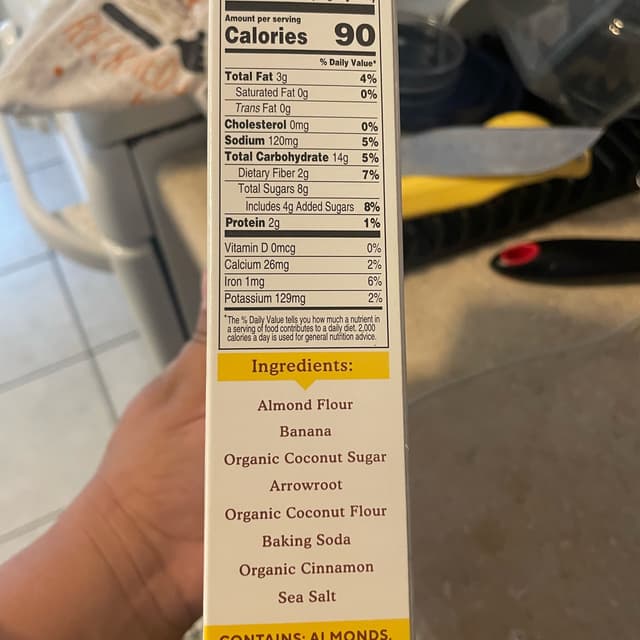 Amount per serving
Calories 90
% Daily Value*
Total Fat 3g 4%
Saturated Fat 0g 0%
Trans Fat 0g
Cholesterol 0mg 0%
Sodium 120mg 5%
Total Carbohydrate 14g 5%
Dietary Fiber 2g 7%
Total Sugars 8g
Includes 4g Added Sugars 8%
Protein 2g 1%
Vitamin D 0mcg 0%
Calcium 26mg 2%
Iron 1mg 6%
Potassium 129mg 2%
*The % Daily Value tells you how much a nutrient in
a serving of food contributes to a daily diet. 2,000
calories a day is used for general nutrition advice.
Ingredients:
Almond Flour
Banana
Organic Coconut Sugar
Arrowroot
Organic Coconut Flour
Baking Soda
Organic Cinnamon
Sea Salt
CONTAINS: ALMONDS,